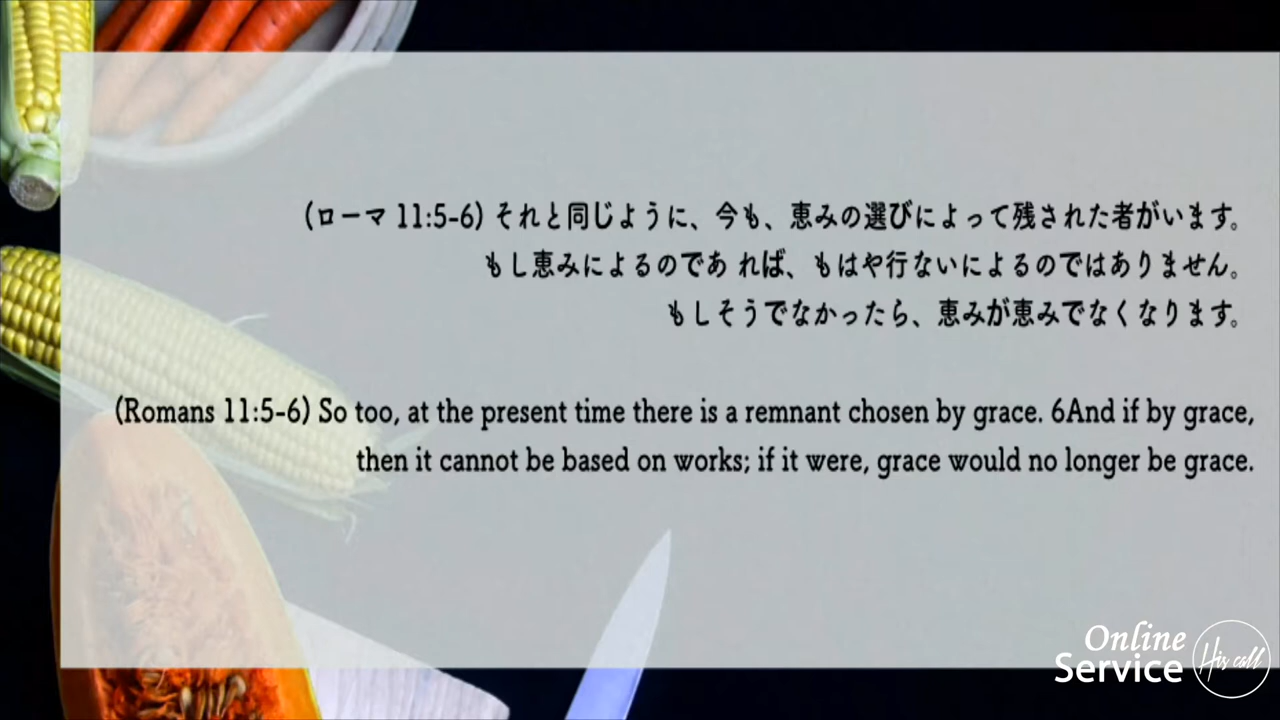 (ローマ 11:5-6) それと同じように、今も、恵みの選びによって残された者がいます。
もし恵みによるのであ れば、もはや行ないによるのではありません。
もしそうでなかったら、恵みが恵みでなくなります。
(Romans 11:5-6) So too, at the present time there is a remnant chosen by grace. 6And if by grace,
then it cannot be based on works; if it were, grace would no longer be grace.
Online
Service
His call